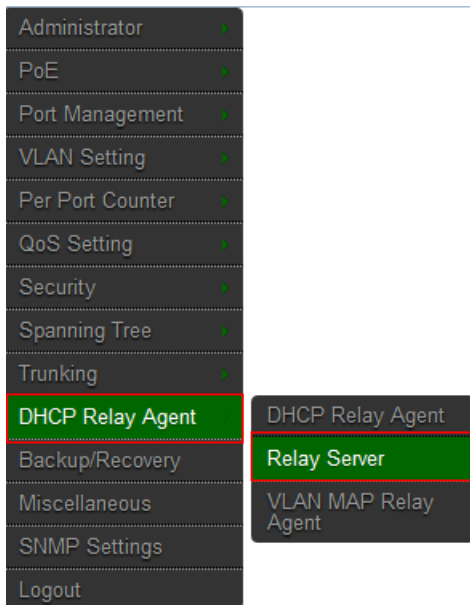 Administrator
PoE
Port Management
VLAN Setting
Per Port Counter
QoS Setting
Security
Spanning Tree
Trunking
DHCP Relay Agent
Backup/Recovery
Miscellaneous
SNMP Settings
Logout
DHCP Relay Agent
Relay Server
VLAN MAP Relay
Agent